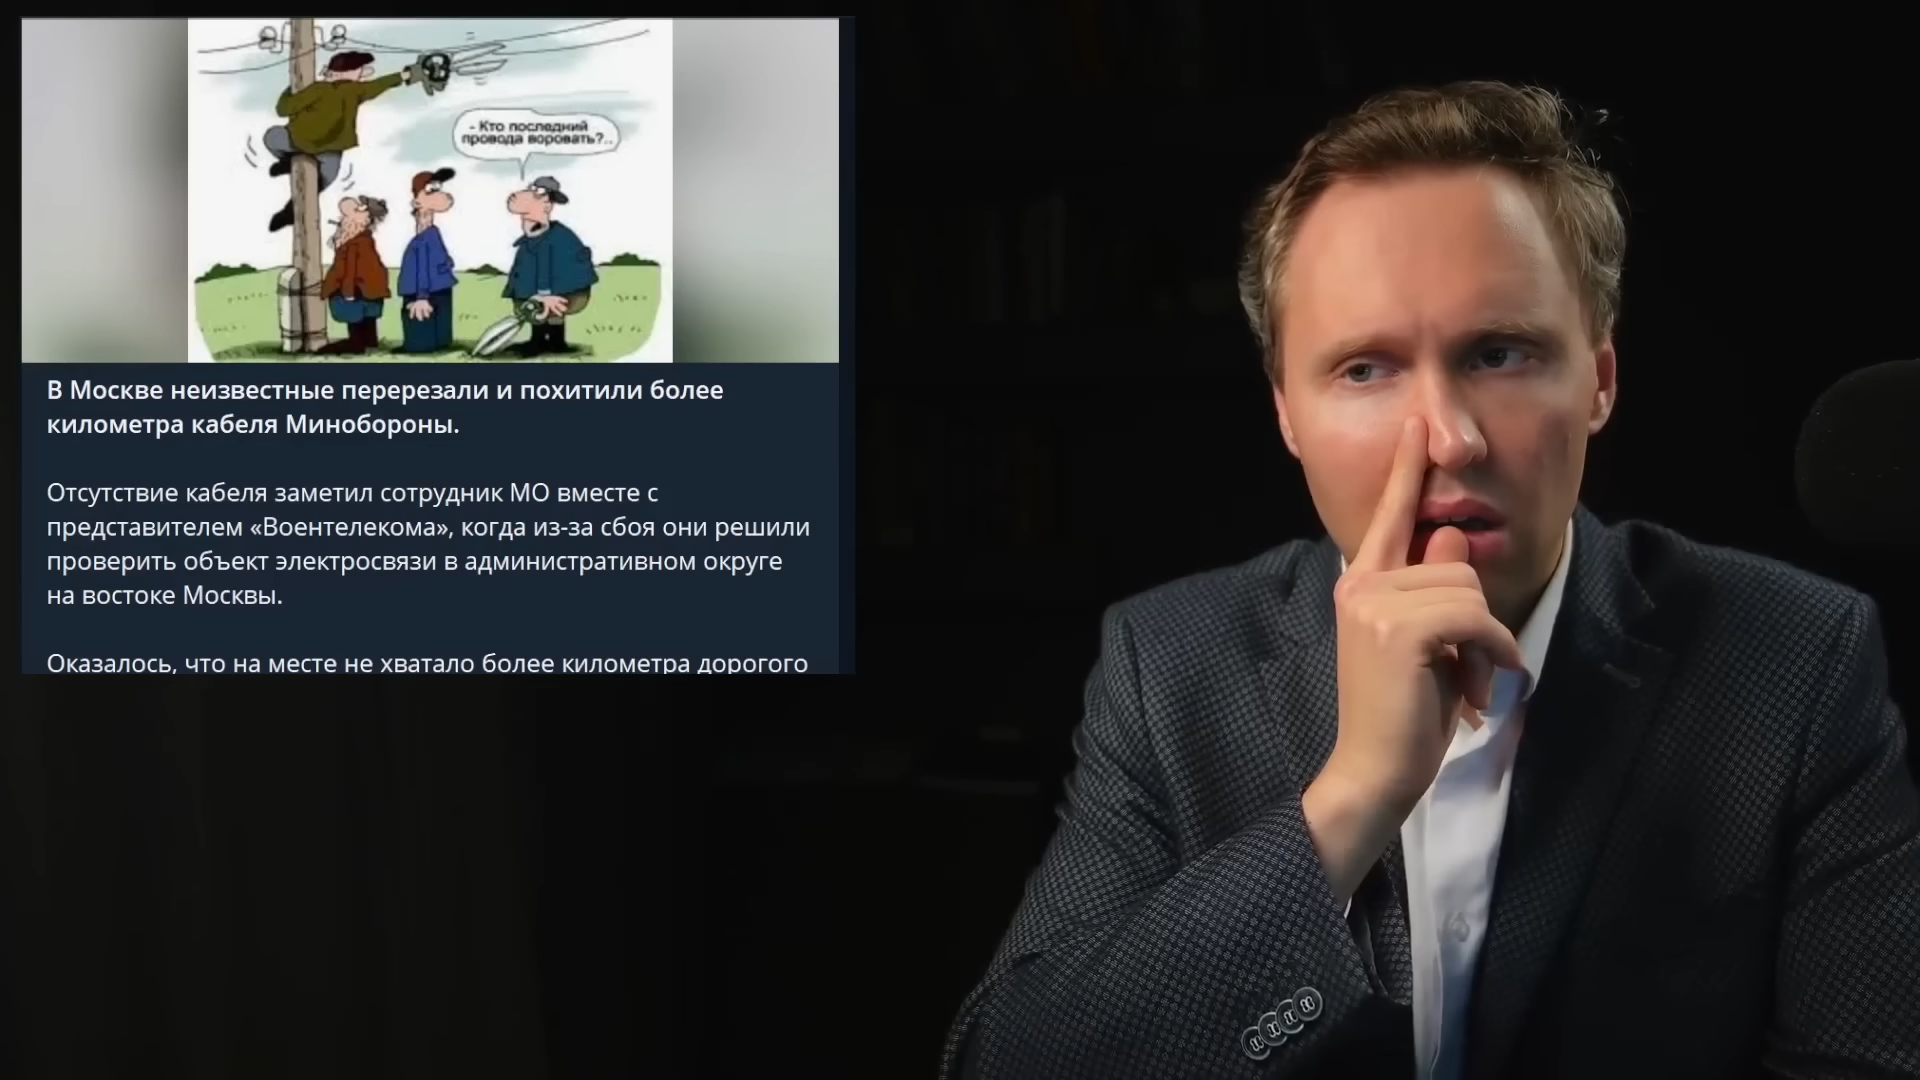 - Кто последний
провода воровать?..
В Москве неизвестные перерезали и похитили более
километра кабеля Минобороны.
Отсутствие кабеля заметил сотрудник МО вместе с
представителем «Воентелекома», когда из-за сбоя они решили
проверить объект электросвязи в административном округе
на востоке Москвы.
Оказалось, что на месте не хватало более километра дорогого